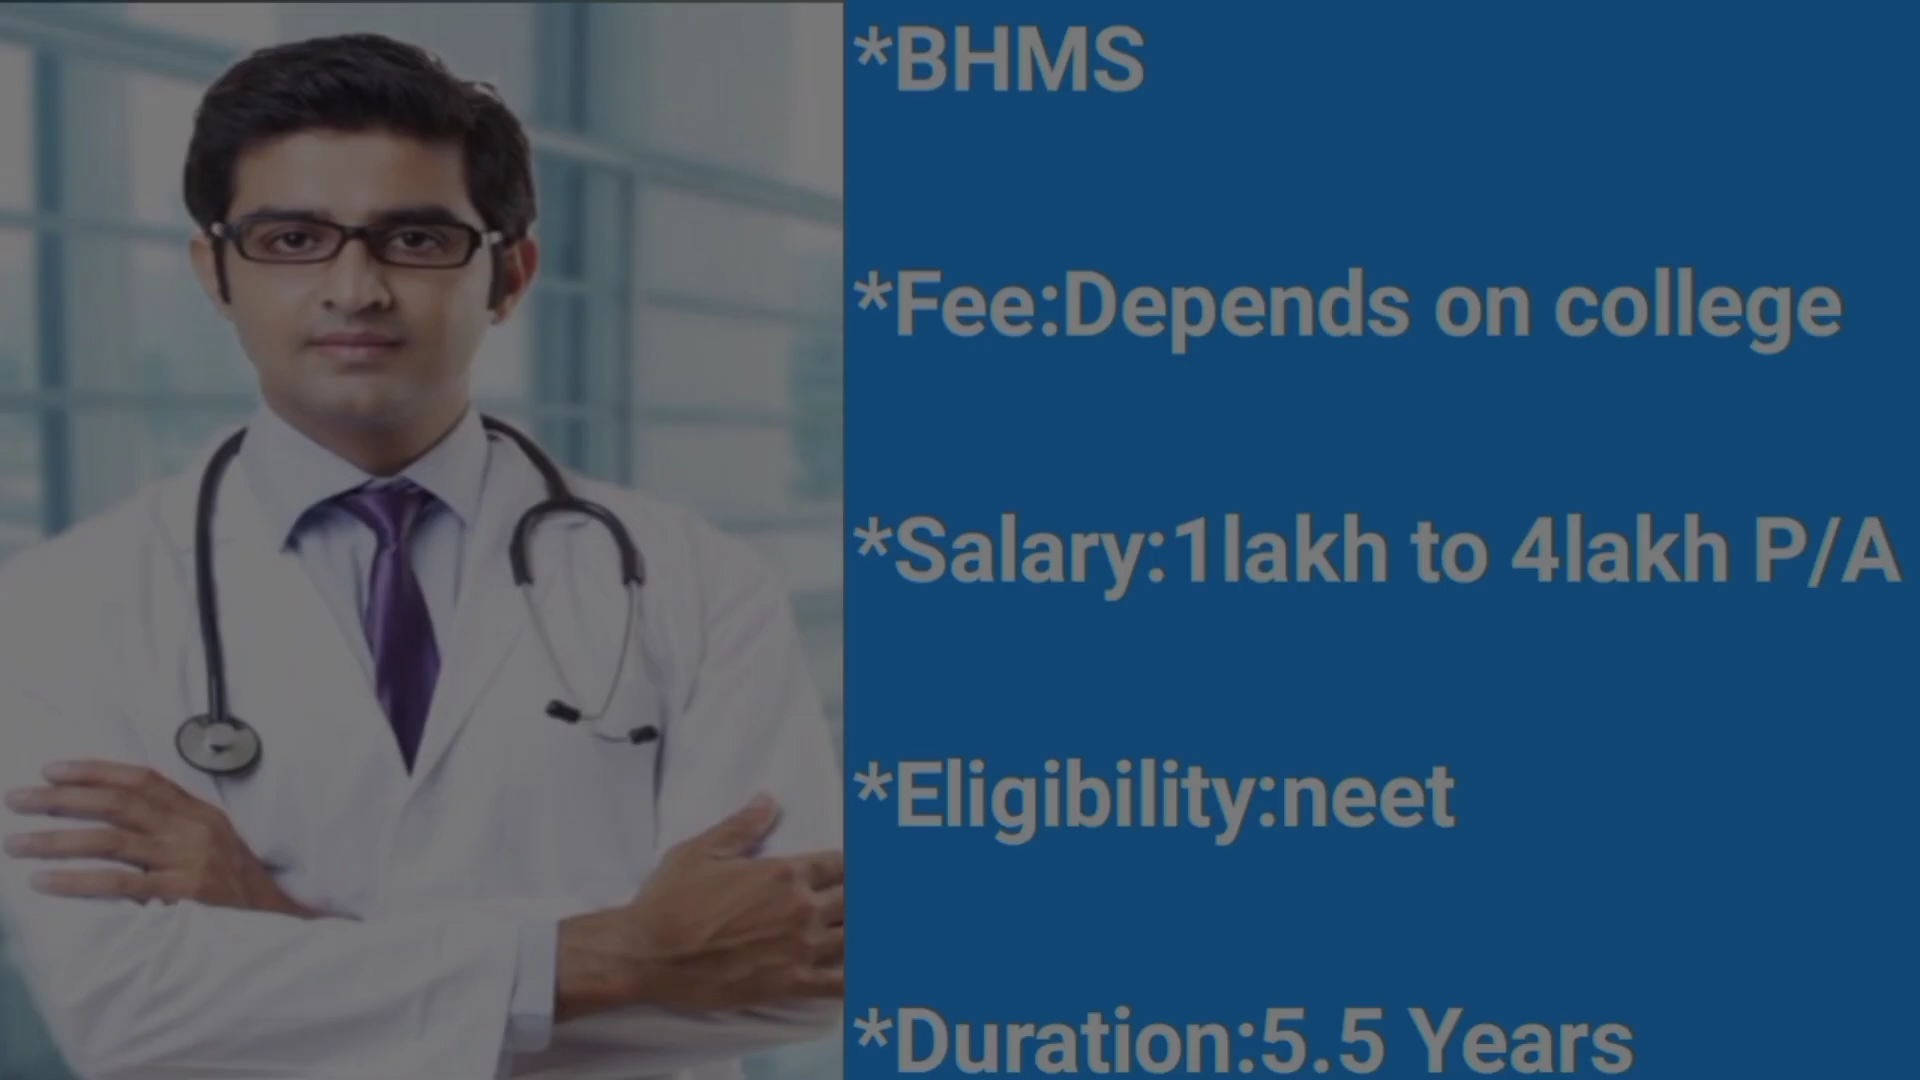 *BHMS
*Fee:Depends on college
*Salary:1lakh to 4lakh P/A
*Eligibility:neet
*Duration:5.5 Years